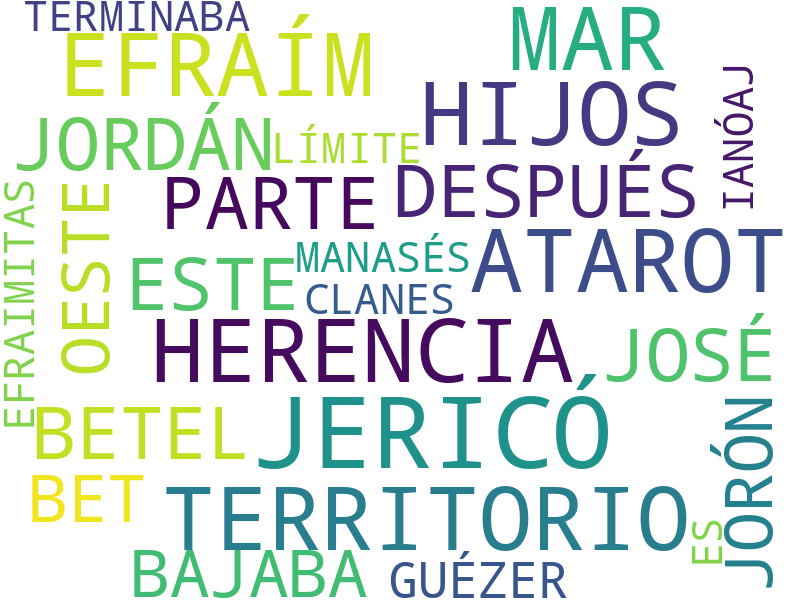 TERMINABA
EFRAÍM
MAR
HIJOS
IANÓAJ
JORDÁN
LÍMITE
DESPUÉS
PARTE
EFRAIMITAS
OESTE
ESTE
MANASÉS
ATAROT
CLANES
HERENCIA
JOSÉ
JERICÓ
BETEL
JORÓN
BET
TERRITORIO
ES
BAJABA
GUÉZER